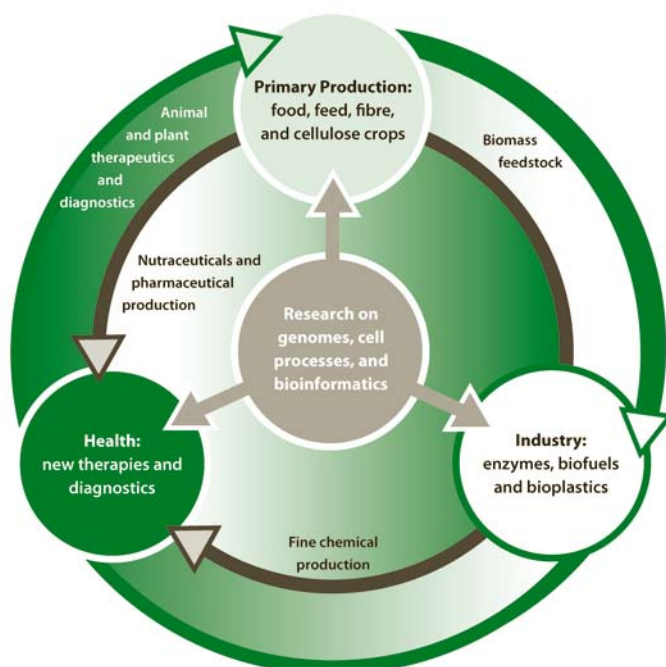 Primary Production:
food, feed, fibre,
and cellulose crops
Animal
and plant
therapeutics
and
diagnostics
Biomass
feedstock
Nutraceuticals and
pharmaceutical
production
Research on
genomes, cell
processes, and
bioinformatics
Health:
new therapies and
diagnostics
Industry:
enzymes, biofuels
and bioplastics
Fine chemical
production